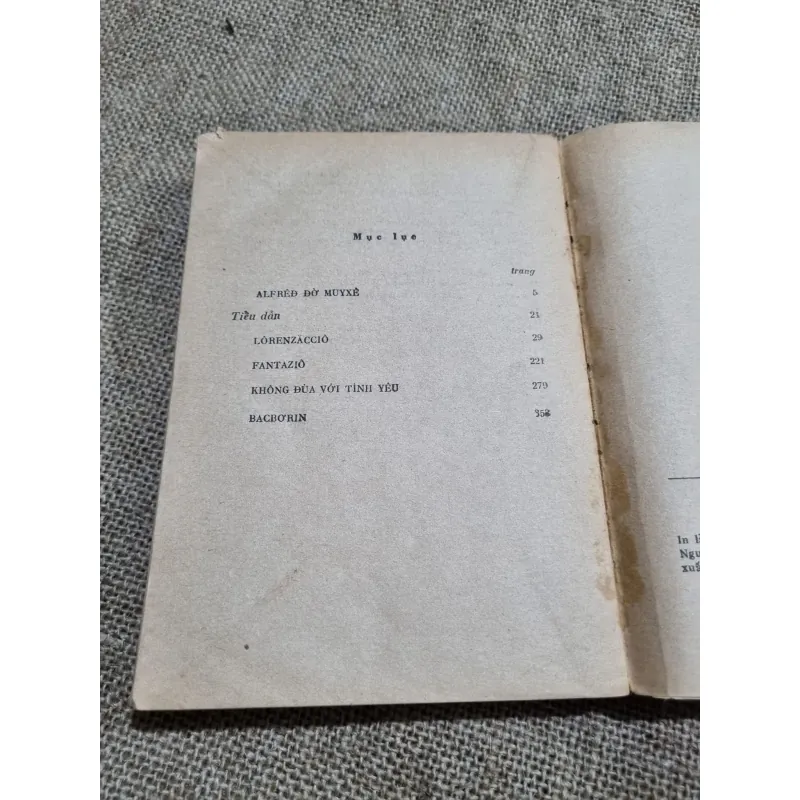 Mục lục
trang
ALFRÊĐ ĐỜ MUYXÊ 5
Tiểu dẫn 21
LÔRENZĂCCIÔ 29
FANTAZIÔ 221
KHÔNG ĐÙA VỚI TÌNH YÊU 279
BACBƠRIN
In
Ngu
xuấ